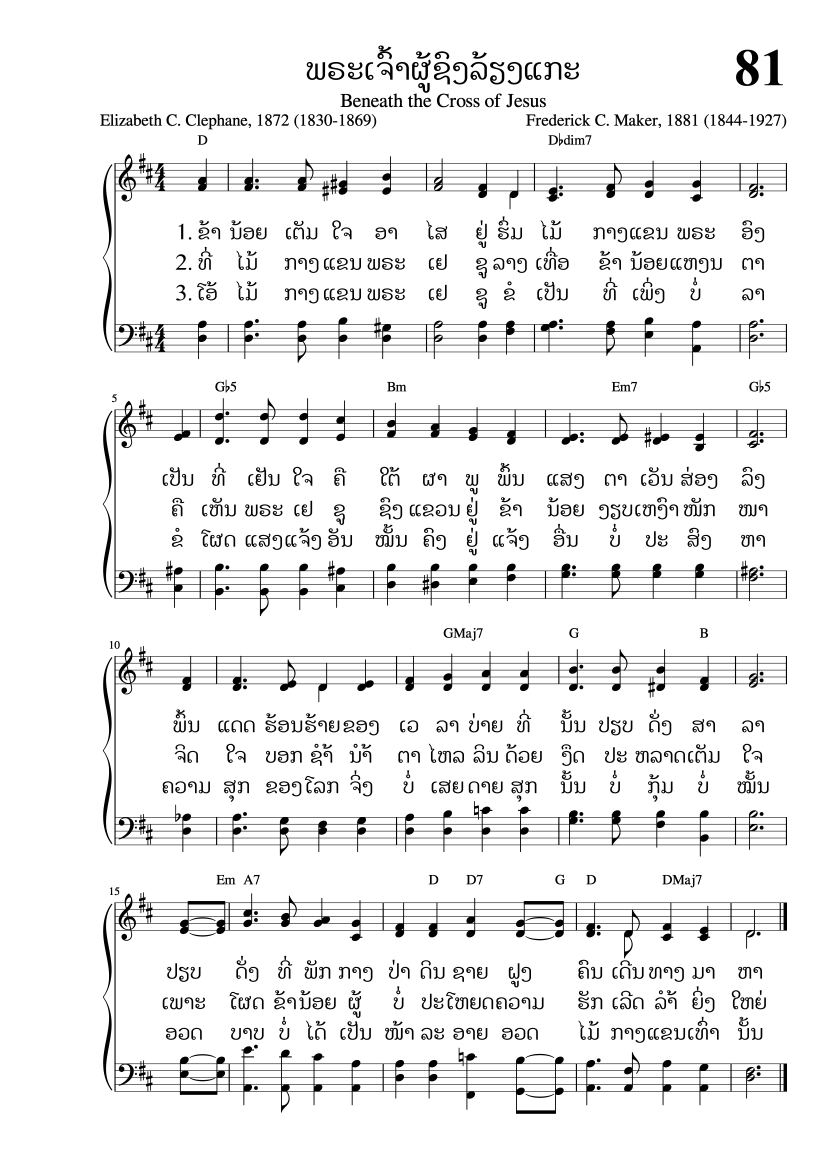 ພຣະເຈົ້າຜູ້ຊົງລ້ຽງແກະ 81
Beneath the Cross of Jesus
Elizabeth C. Clephane, 1872 (1830-1869) Frederick C. Maker, 1881 (1844-1927)
D D♭dim7
1. ຂ້າ ນ້ອຍ ເຕັມ ໃຈ ອາ ໄສ ຢູ່ ຮົ່ມ ໄມ້ ກາງແຂນ ພຣະ ອົງ
2. ທີ່ ໄມ້ ກາງ ແຂນ ພຣະ ເຢ ຊູ ລາງ ເທື່ອ ຂ້າ ນ້ອຍແຫງນ ຕາ
3. ໂອ້ ໄມ້ ກາງ ແຂນ ພຣະ ເຢ ຊູ ຂໍ ເປັນ ທີ່ ເພິ່ງ ບໍ່ ລາ
5 G♭5 Bm Em7 G♭5
ເປັນ ທີ່ ເຢັນ ໃຈ ຄື ໃຕ້ ຜາ ພູ ພົ້ນ ແສງ ຕາ ເວັນ ສ່ອງ ລົງ
ຄື ເຫັນ ພຣະ ເຢ ຊູ ຊົງ ແຂວນ ຢູ່ ຂ້າ ນ້ອຍ ງຽບເຫງົາ ໜັກ ໜາ
ຂໍ ໂຜດ ແສງແຈ້ງ ອັນ ໝັ້ນ ຄົງ ຢູ່ ແຈ້ງ ອື່ນ ບໍ່ ປະ ສົງ ຫາ
10 GMaj7 G B
ພົ້ນ ແດດ ຮ້ອນຮ້າຍຂອງ ເວ ລາ ບ່າຍ ທີ່ ນັ້ນ ປຽບ ດັ່ງ ສາ ລາ
ຈິດ ໃຈ ບອກ ຊ້ຳ ນ້ຳ ຕາ ໄຫລ ລິນ ດ້ວຍ ງຶດ ປະ ຫລາດເຕັມ ໃຈ
ຄວາມ ສຸກ ຂອງໂລກ ຈິ່ງ ບໍ່ ເສຍດາຍ ສຸກ ນັ້ນ ບໍ່ ກຸ້ມ ບໍ່ ໝັ້ນ
15 Em A7 D D7 G D DMaj7
ປຽບ ດັ່ງ ທີ່ ພັກ ກາງ ປ່າ ດິນ ຊາຍ ຝູງ ຄົນ ເດີນ ທາງ ມາ ຫາ
ເພາະ ໂຜດ ຂ້ານ້ອຍ ຜູ້ ບໍ່ ປະໂຫຍດຄວາມ ຮັກ ເລີດ ລ້ຳ ຍິ່ງ ໃຫຍ່
ອວດ ບາບ ບໍ່ ໄດ້ ເປັນ ໜ້າ ລະ ອາຍ ອວດ ໄມ້ ກາງແຂນເທົ່າ ນັ້ນ